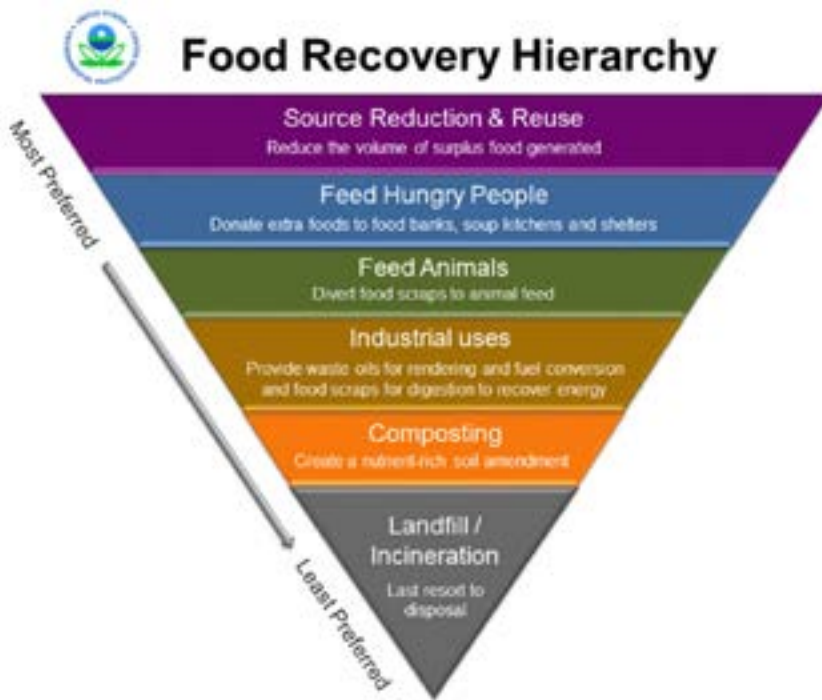 Food Recovery Hierarchy
Most Preferred
Source Reduction & Reuse
Reduce the volume of surplus food generated
Feed Hungry People
Donate extra foods to food banks, soup kitchens and shelters
Feed Animals
Divert food scraps to animal feed
Industrial uses
Provide waste oils for rendering and fuel conversion
and food scraps for digestion to recover energy
Composting
Create a nutrient-rich soil amendment
Landfill /
Incineration
Last resort to
disposal
Least Preferred